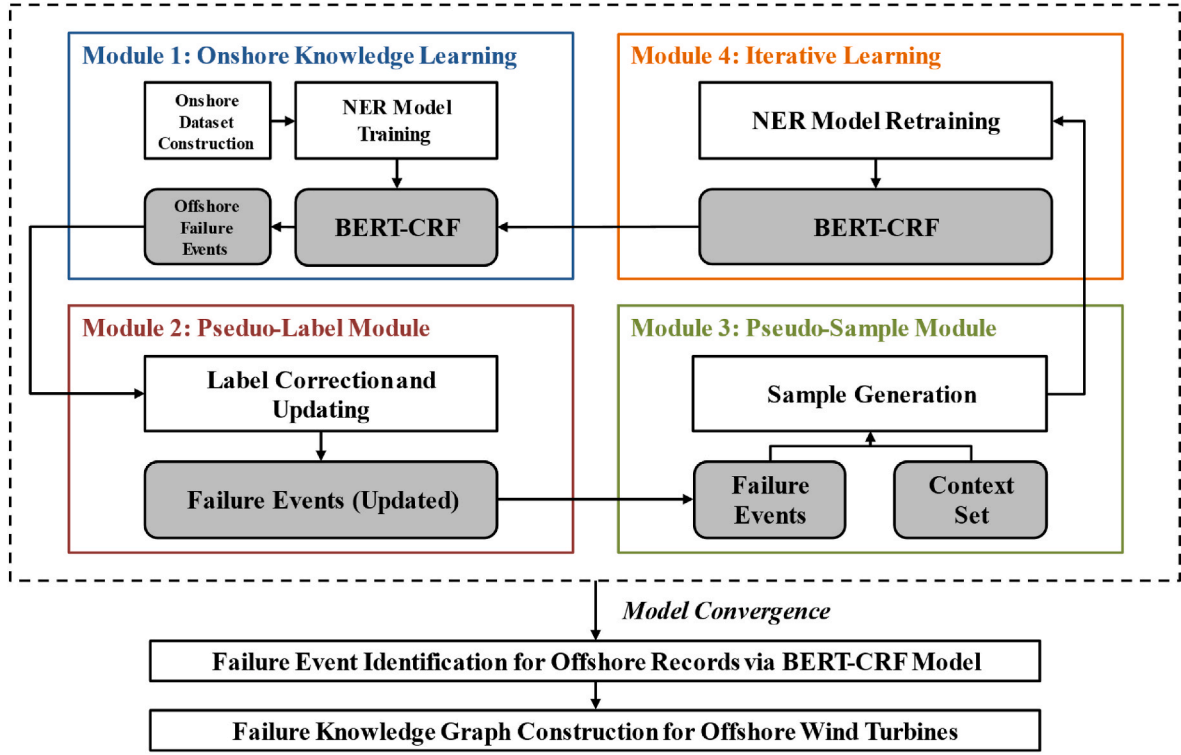 Module 1: Onshore Knowledge Learning
Onshore
Dataset
Construction
NER Model
Training
Offshore
Failure
Events
BERT-CRF
Module 4: Iterative Learning
NER Model Retraining
BERT-CRF
Module 2: Pseduo-Label Module
Label Correction and
Updating
Failure Events (Updated)
Module 3: Pseudo-Sample Module
Sample Generation
Failure
Events
Context
Set
Model Convergence
Failure Event Identification for Offshore Records via BERT-CRF Model
Failure Knowledge Graph Construction for Offshore Wind Turbines